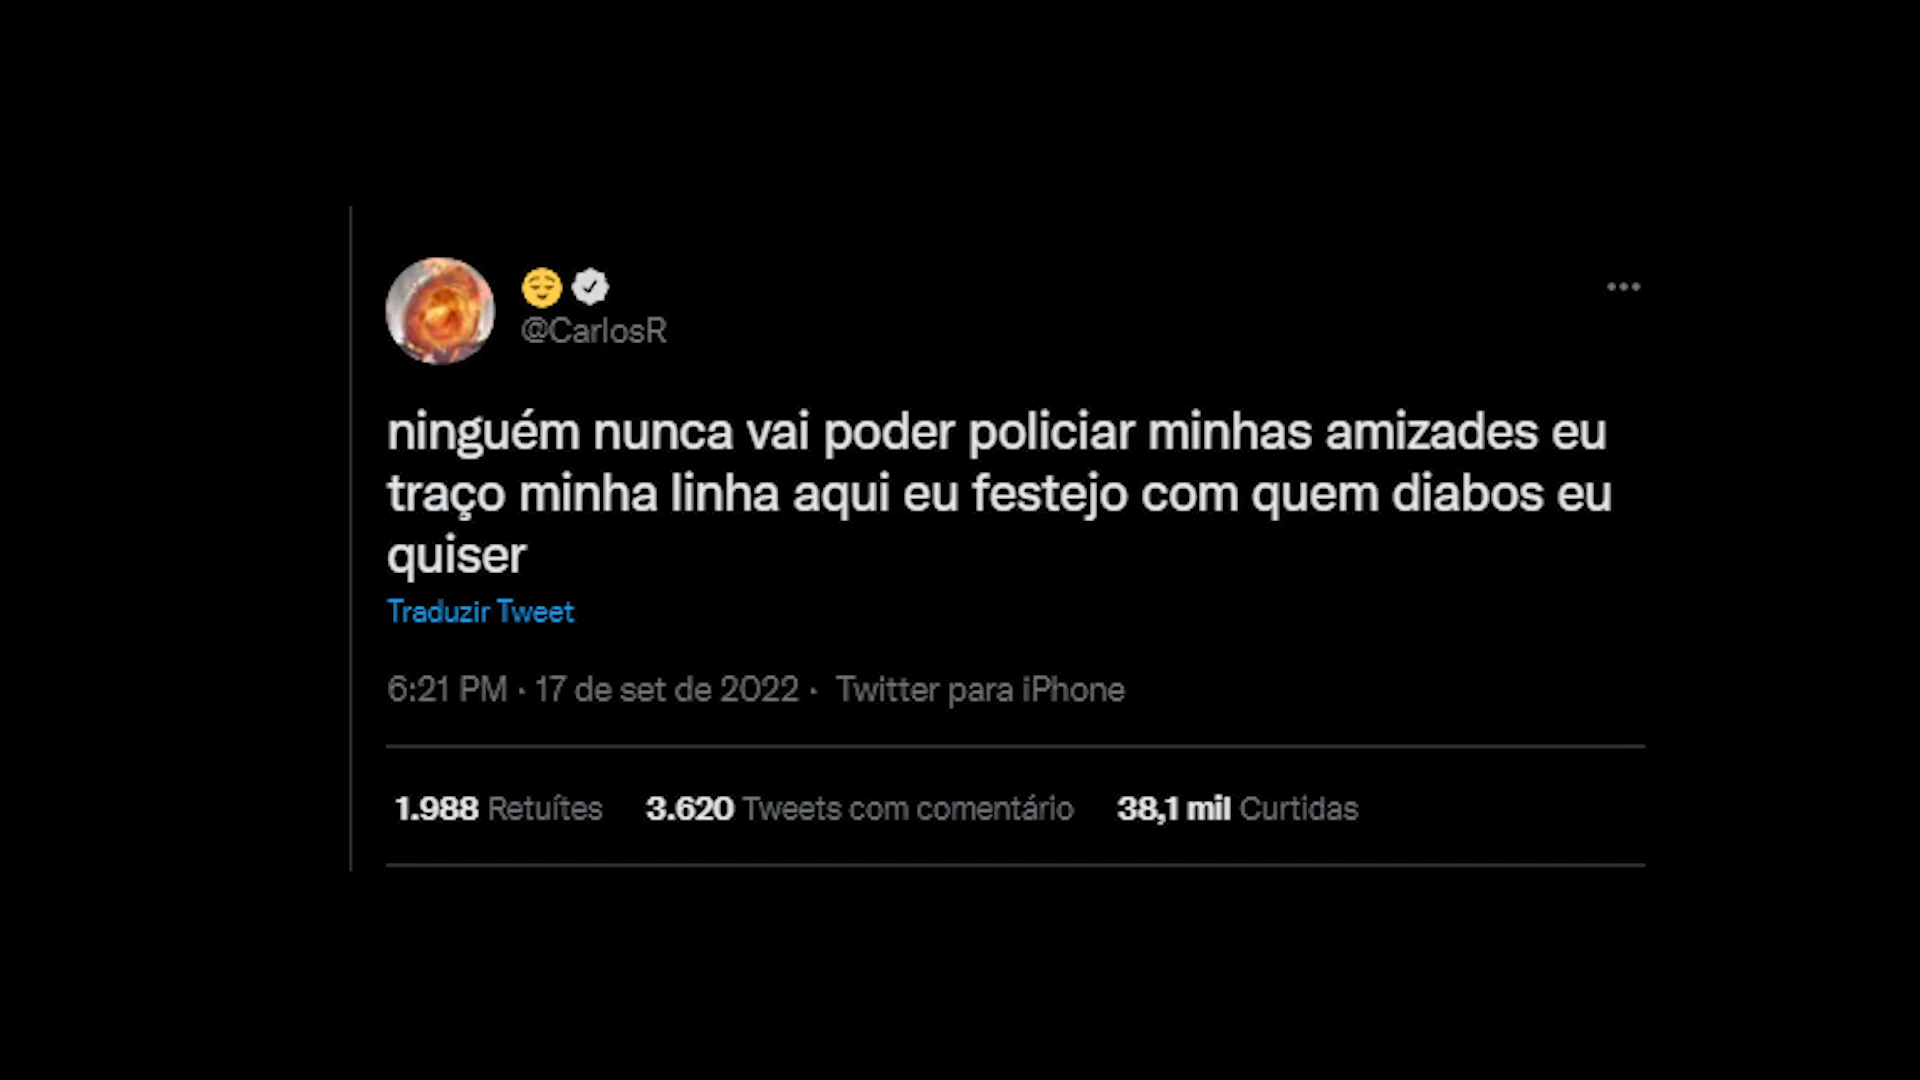 😌
@CarlosR
ninguém nunca vai poder policiar minhas amizades eu
traço minha linha aqui eu festejo com quem diabos eu
quiser
Traduzir Tweet
6:21 PM · 17 de set de 2022 · Twitter para iPhone
1.988 Retuítes 3.620 Tweets com comentário 38,1 mil Curtidas